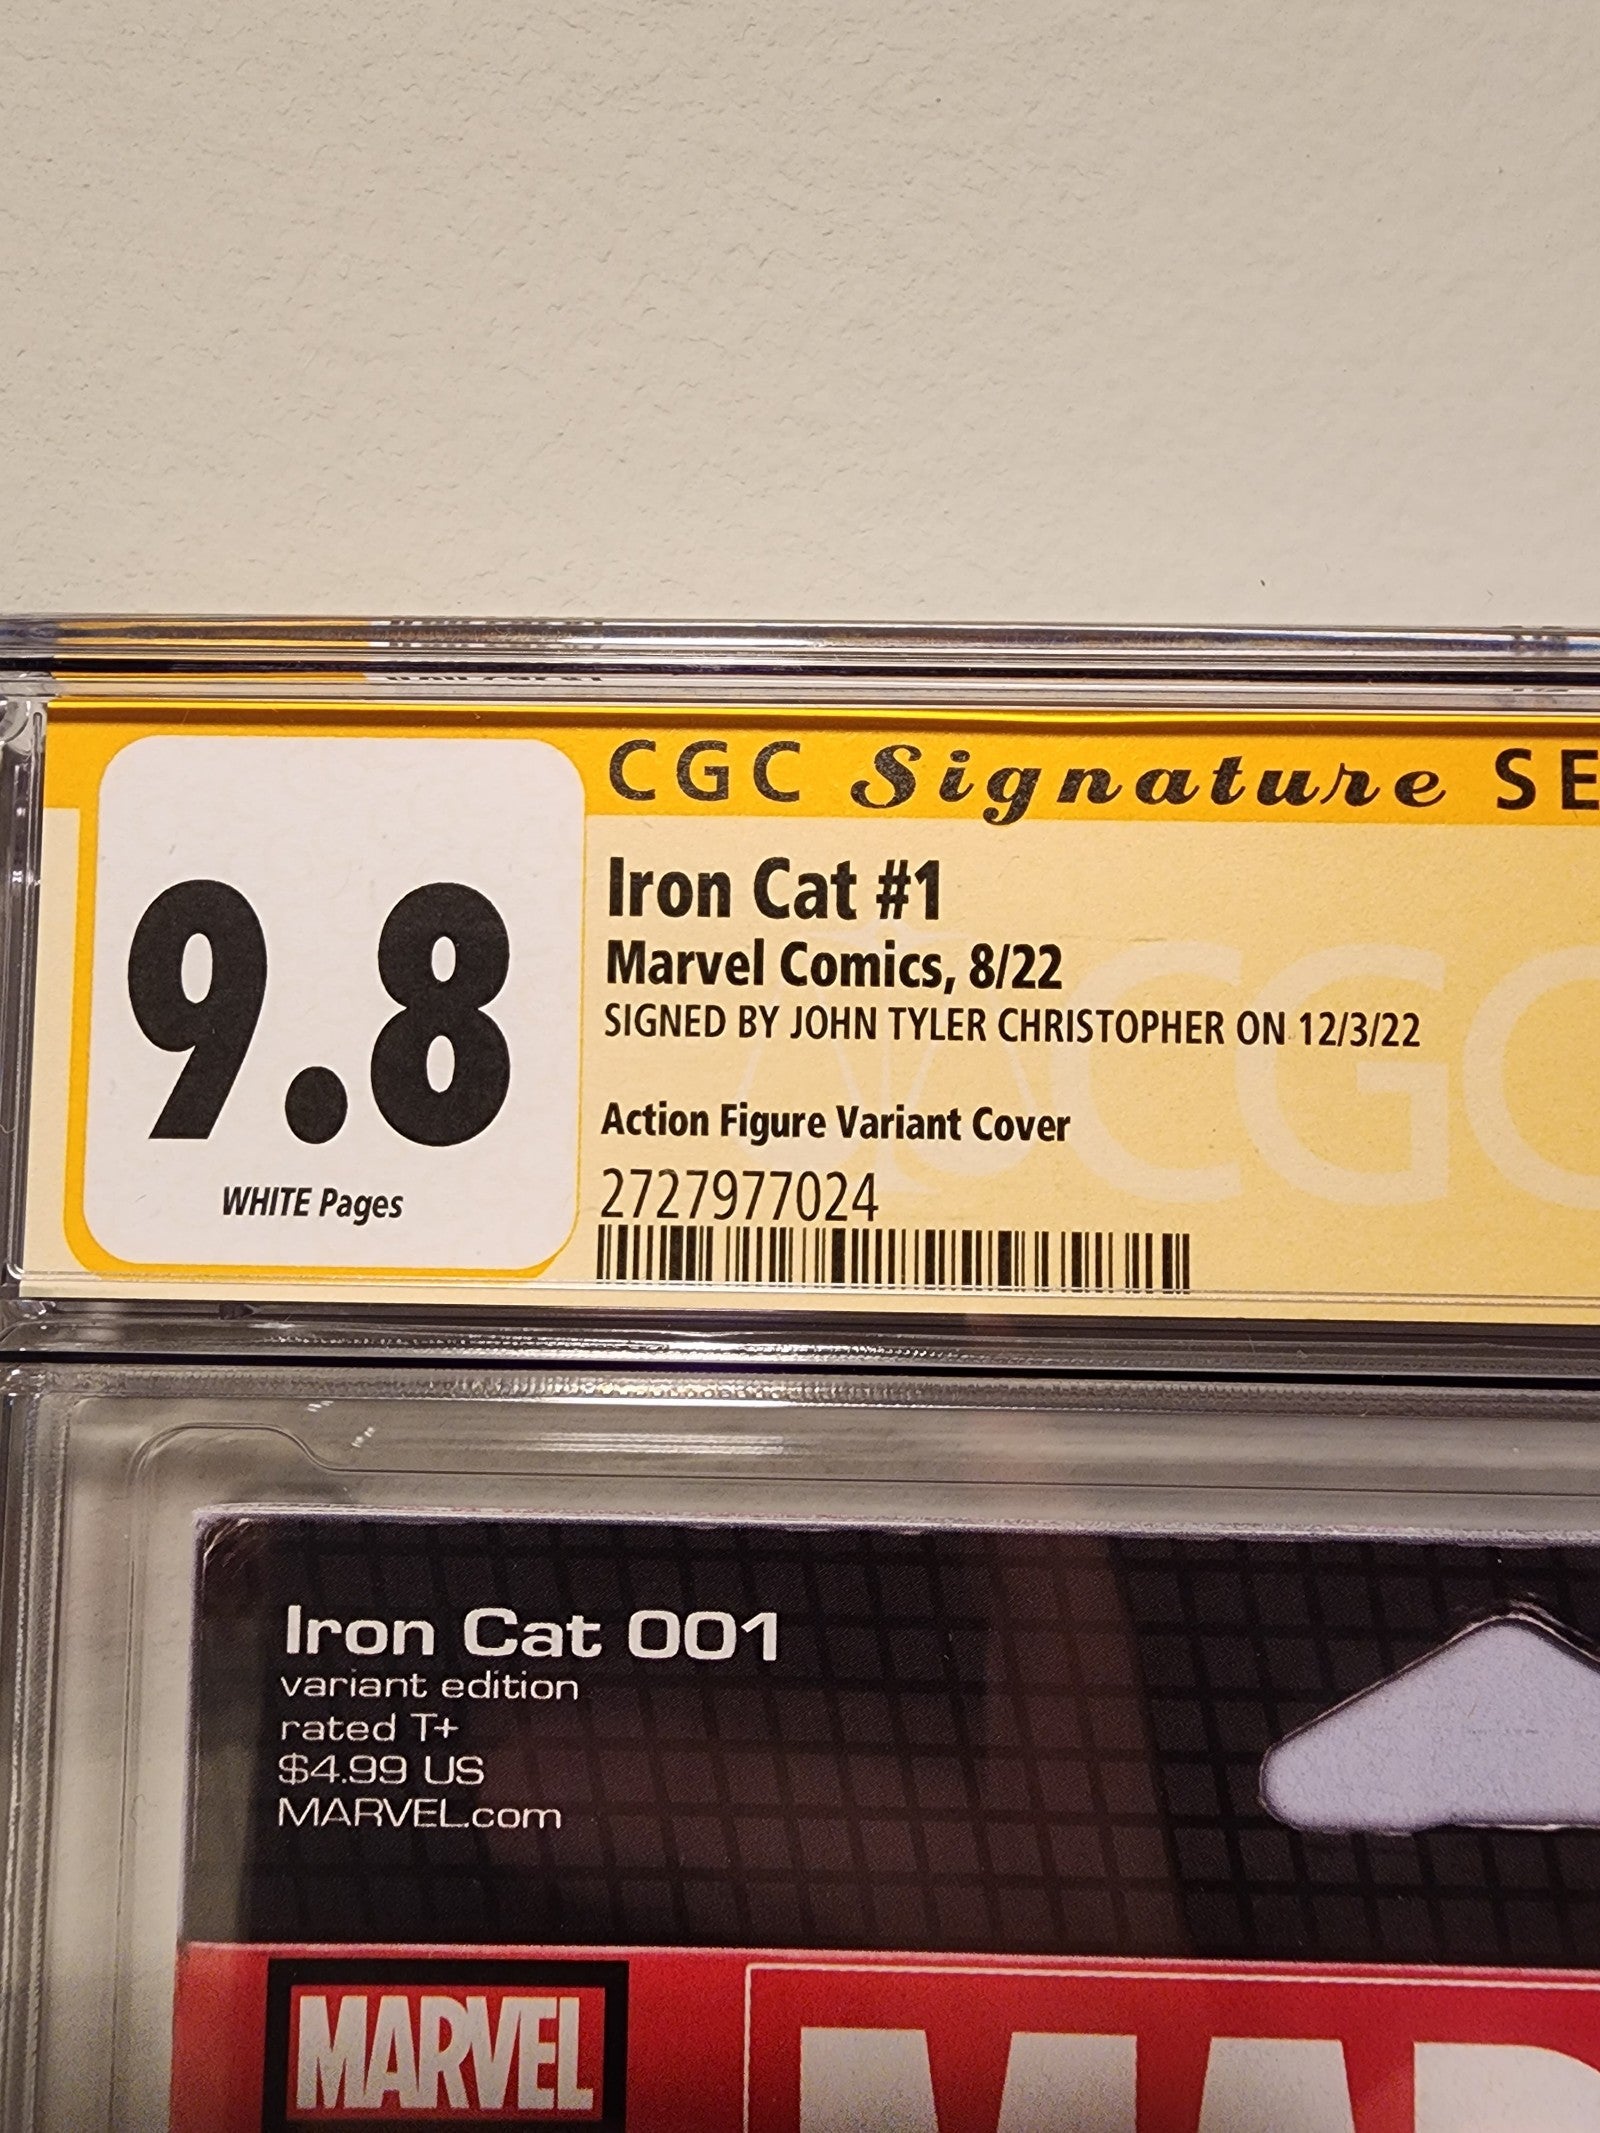 CGC Signature SE
9.8
WHITE Pages
Iron Cat #1
Marvel Comics, 8/22
SIGNED BY JOHN TYLER CHRISTOPHER ON 12/3/22
Action Figure Variant Cover
2727977024
CGC
Iron Cat 001
variant edition
rated T+
$4.99 US
MARVEL.com
MARVEL
MAR